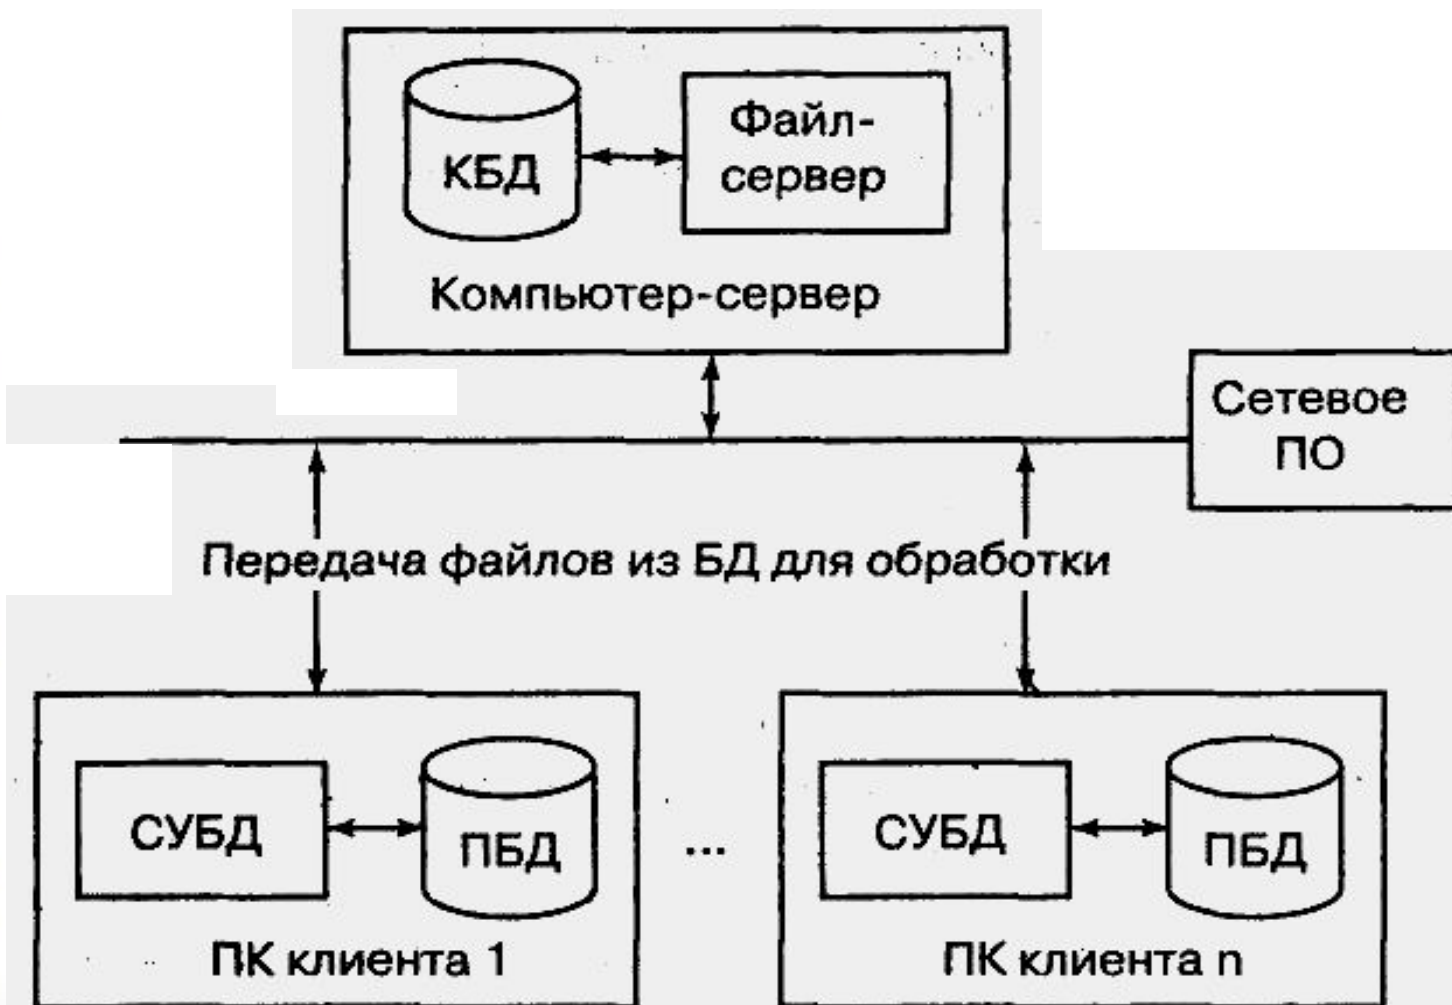 Файл-
сервер
КБД
Компьютер-сервер
Сетевое
ПО
Передача файлов из БД для обработки
СУБД
ПБД
...
СУБД
ПБД
ПК клиента 1
ПК клиента n